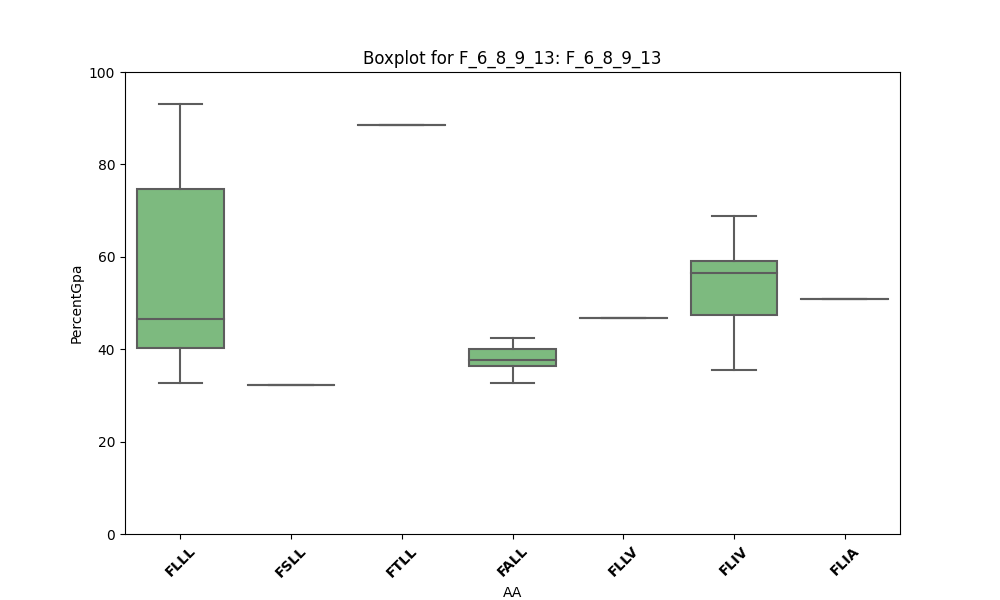 Boxplot for F_6_8_9_13: F_6_8_9_13
100
80
60
40
20
0
PercentGpa
FLLL
FSLL
FTLL
FALL
FLLV
FLIV
FLIA
AA